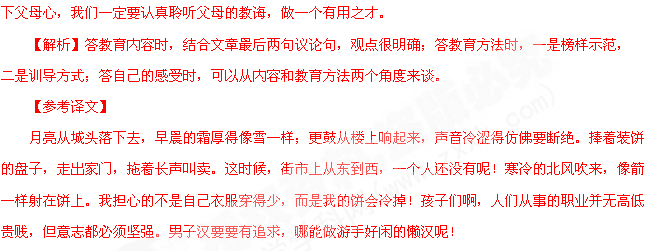 下父母心，我们一定要认真聆听父母的教诲，做一个有用之才。
【解析】答教育内容时，结合文章最后两句议论句，观点很明确；答教育方法时，一是榜样示范，
二是训导方式；答自己的感受时，可以从内容和教育方法两个角度来谈。
【参考译文】
月亮从城头落下去，早晨的霜厚得像雪一样；更鼓从楼上响起来，声音冷涩得仿佛要断绝。捧着装饼
的盘子，走出家门，拖着长声叫卖。这时候，街市上从东到西，一个人还没有呢！寒冷的北风吹来，像箭
一样射在饼上。我担心的不是自己衣服穿得少，而是我的饼会冷掉！孩子们啊，人们从事的职业并无高低
贵贱，但意志都必须坚强。男子汉要要有追求，哪能做游手好闲的懒汉呢！